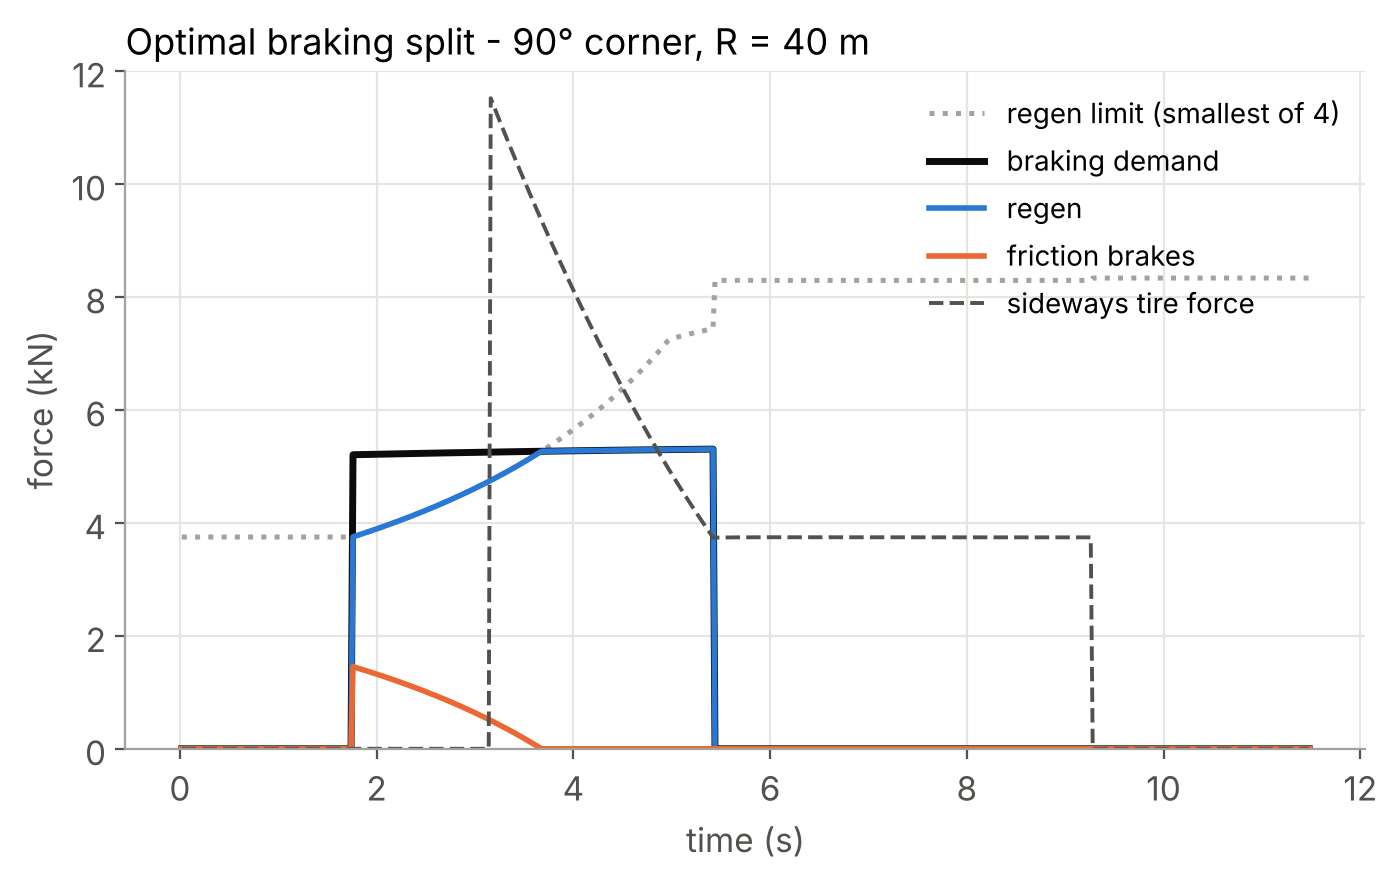 Optimal braking split - 90° corner, R = 40 m
12
10
8
6
4
2
0
force (kN)
regen limit (smallest of 4)
braking demand
regen
friction brakes
sideways tire force
0 2 4 6 8 10 12
time (s)